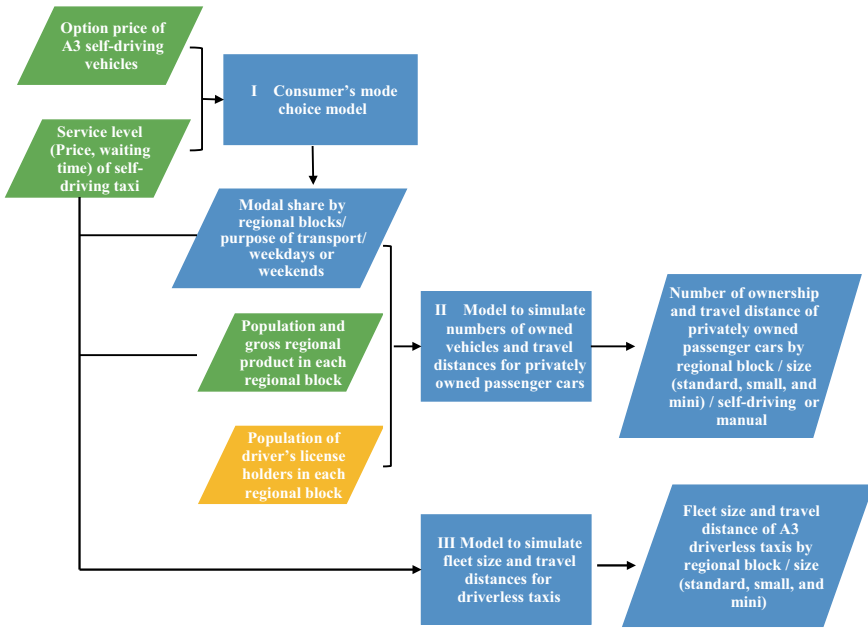 Option price of
A3 self-driving
vehicles
I Consumer's mode
choice model
Service level
(Price, waiting
time) of self-
driving taxi
Modal share by
regional blocks/
purpose of transport/
weekdays or
weekends
Population and
gross regional
product in each
regional block
Population of
driver's license
holders in each
regional block
II Model to simulate
numbers of owned
vehicles and travel
distances for privately
owned passenger cars
Number of ownership
and travel distance of
privately owned
passenger cars by
regional block / size
(standard, small, and
mini) / self-driving or
manual
III Model to simulate
fleet size and travel
distances for
driverless taxis
Fleet size and travel
distance of A3
driverless taxis by
regional block / size
(standard, small, and
mini)